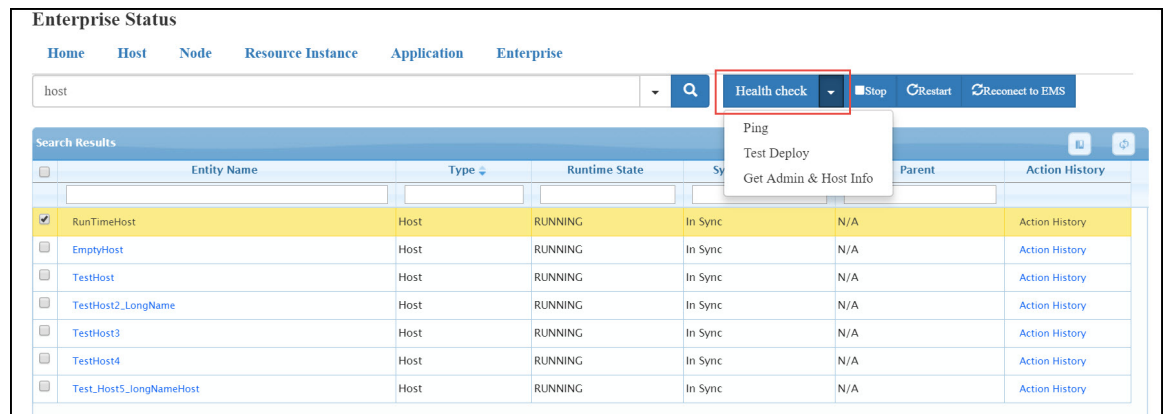 Enterprise Status
Home Host Node Resource Instance Application Enterprise
host Health check Stop Restart Reconect to EMS
Ping
Test Deploy
Get Admin & Host Info
Search Results
Entity Name Type Runtime State Sy Parent Action History
RunTimeHost Host RUNNING In Sync N/A Action History
EmptyHost Host RUNNING In Sync N/A Action History
TestHost Host RUNNING In Sync N/A Action History
TestHost2_LongName Host RUNNING In Sync N/A Action History
TestHost3 Host RUNNING In Sync N/A Action History
TestHost4 Host RUNNING In Sync N/A Action History
Test_Host5_longNameHost Host RUNNING In Sync N/A Action History